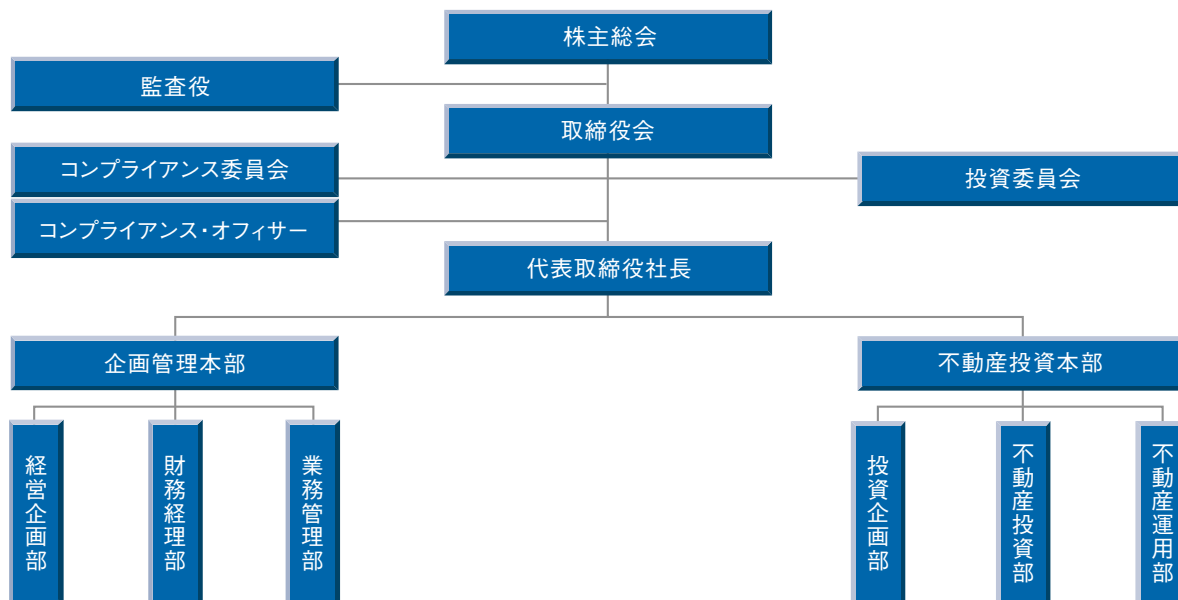 株主総会
監査役
取締役会
コンプライアンス委員会
投資委員会
コンプライアンス・オフィサー
代表取締役社長
企画管理本部
不動産投資本部
経営企画部
財務経理部
業務管理部
投資企画部
不動産投資部
不動産運用部